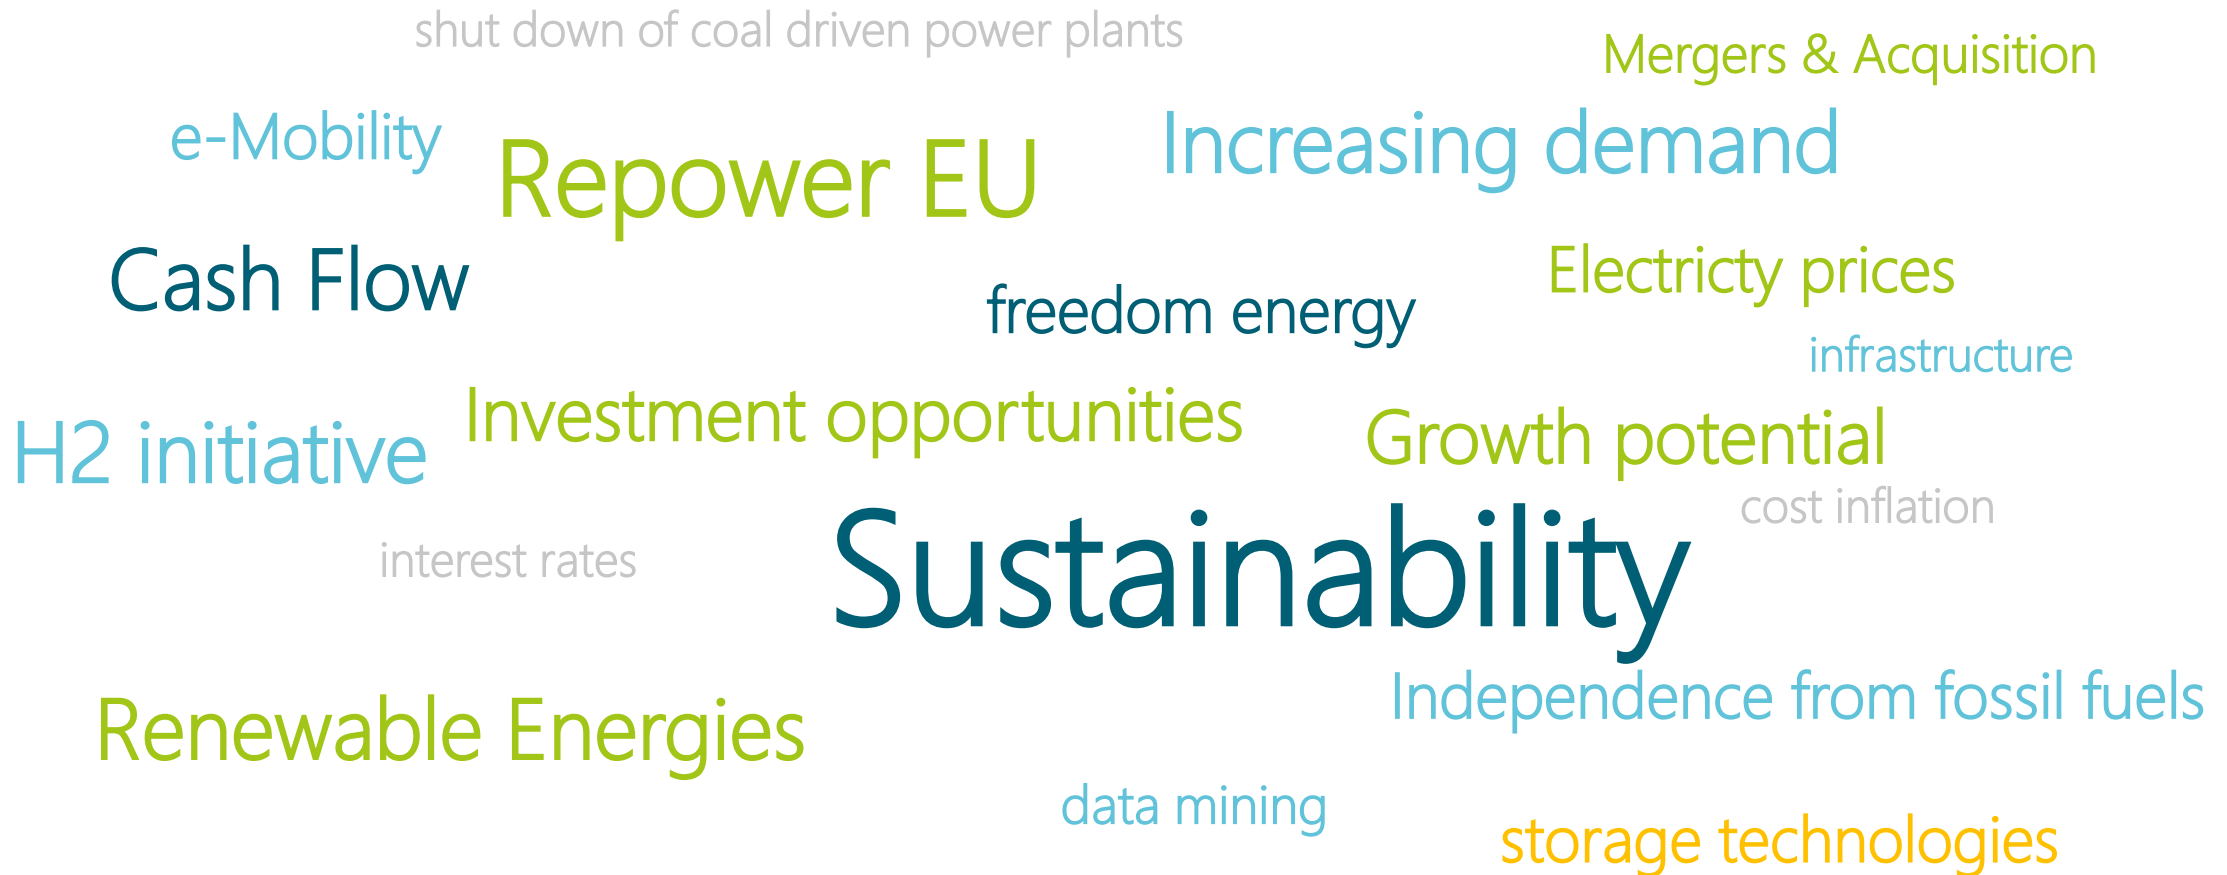 shut down of coal driven power plants
Mergers & Acquisition
e-Mobility
Repower EU
Increasing demand
Cash Flow
freedom energy
Electricty prices
infrastructure
H2 initiative
Investment opportunities
Growth potential
cost inflation
interest rates
Sustainability
Independence from fossil fuels
Renewable Energies
data mining
storage technologies